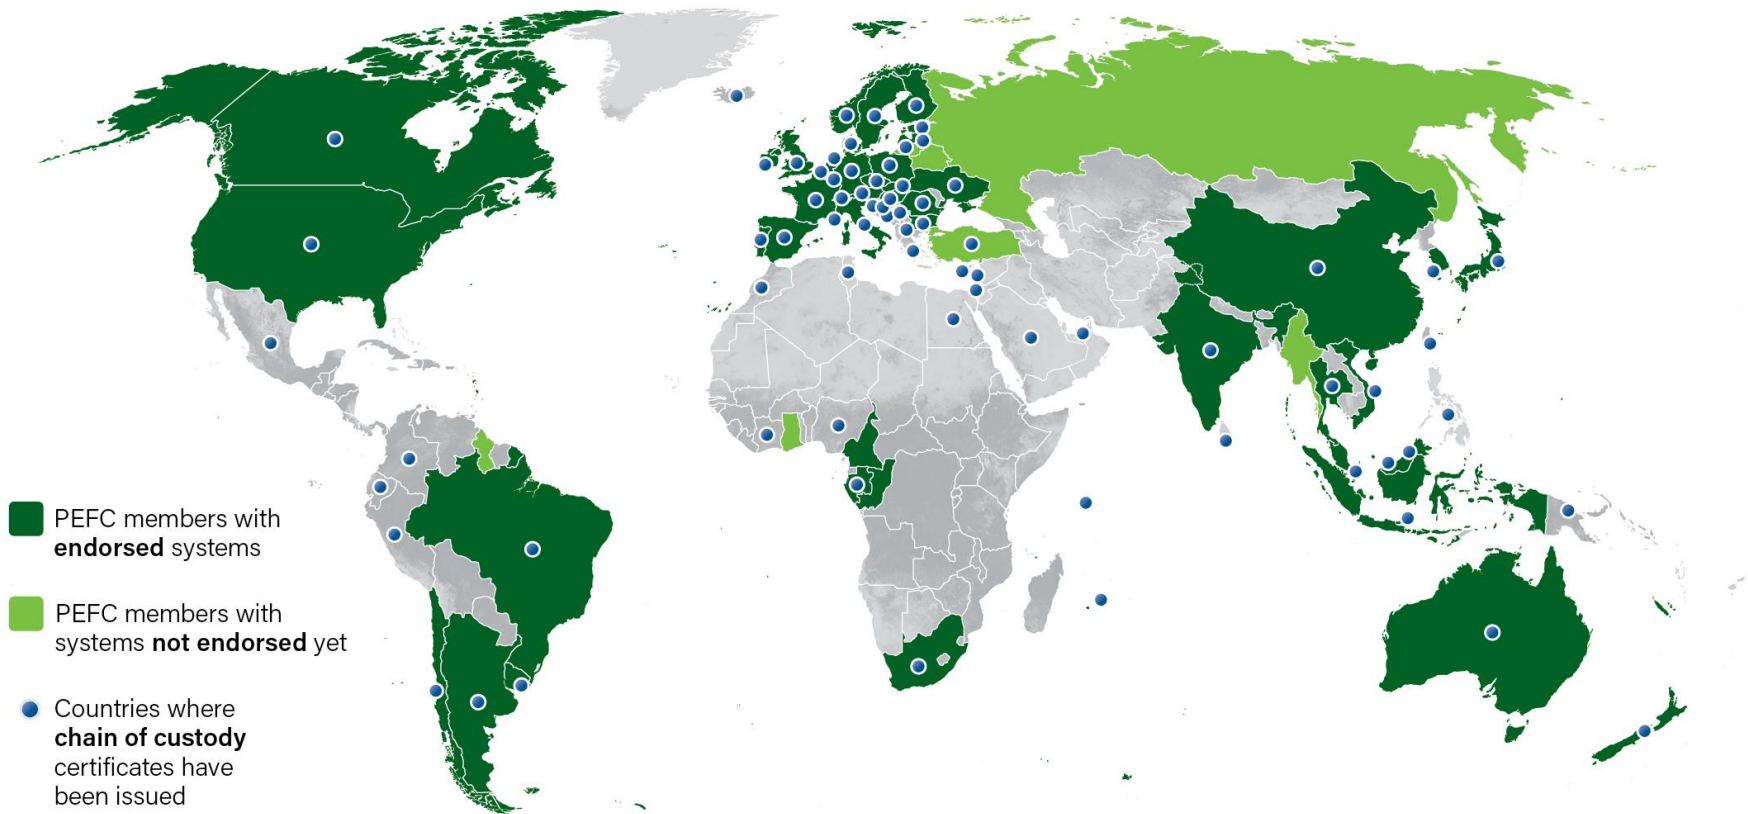 PEFC members with
endorsed systems
PEFC members with
systems not endorsed yet
Countries where
chain of custody
certificates have
been issued